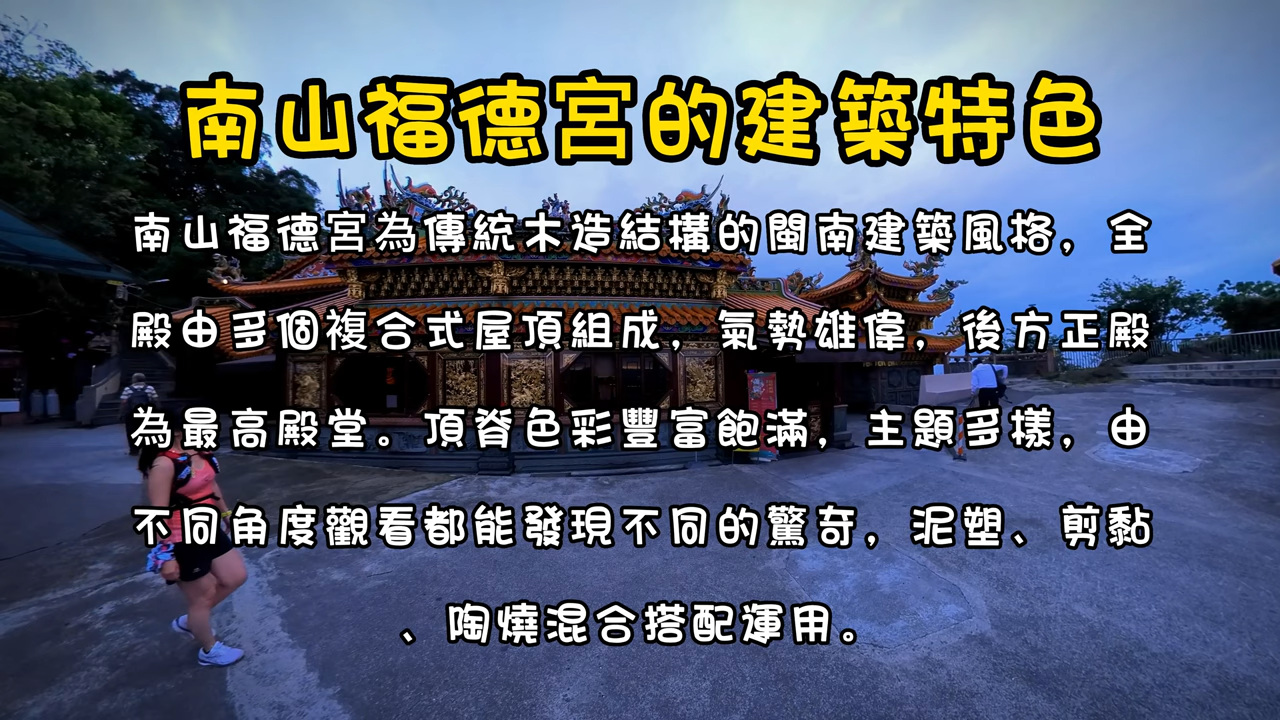 南山福德宮的建築特色
南山福德宮為傳統木造結構的閩南建築風格，全
殿由多個複合式屋頂組成，氣勢雄偉，後方正殿
為最高殿堂。頂脊色彩豐富飽滿，主題多樣，由
不同角度觀看都能發現不同的驚奇，泥塑、剪黏
、陶燒混合搭配運用。